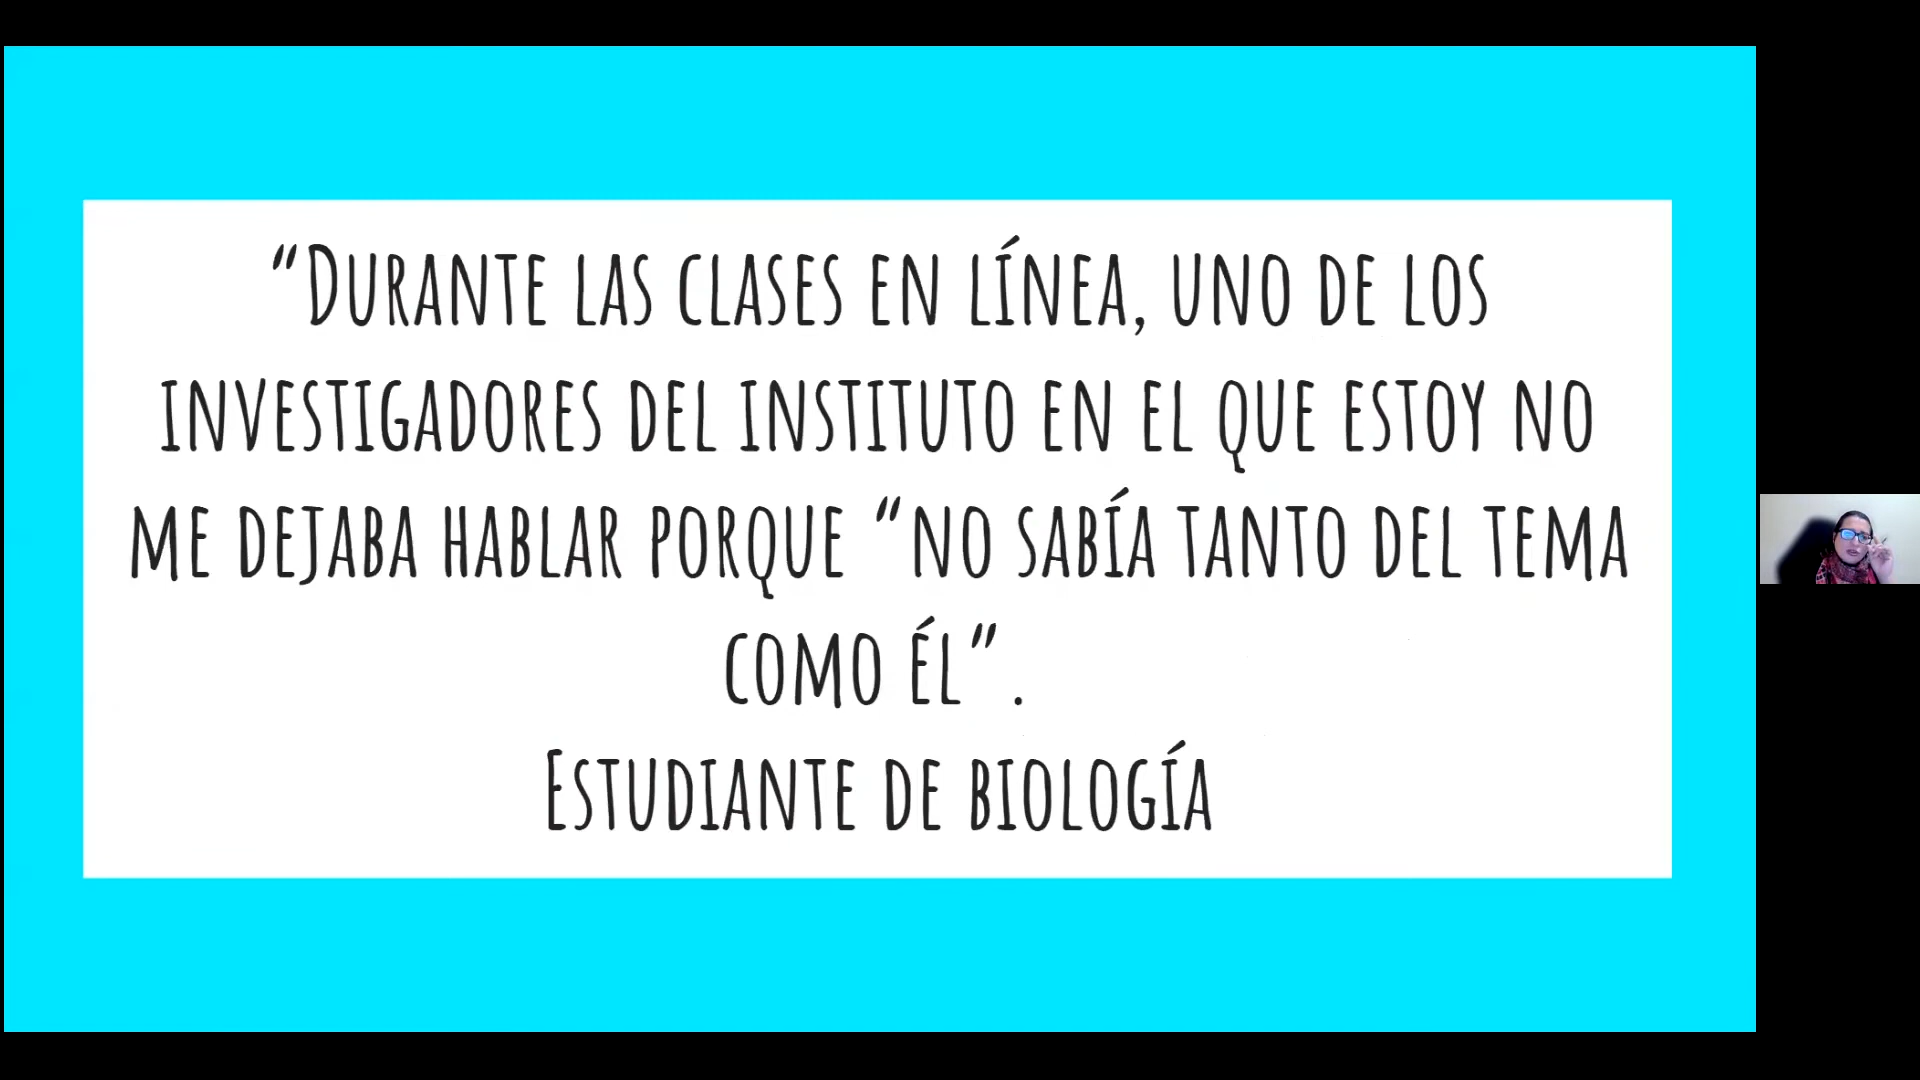 “Durante las clases en línea, uno de los
investigadores del instituto en el que estoy no
me dejaba hablar porque “no sabía tanto del tema
como él” .
Estudiante de biología